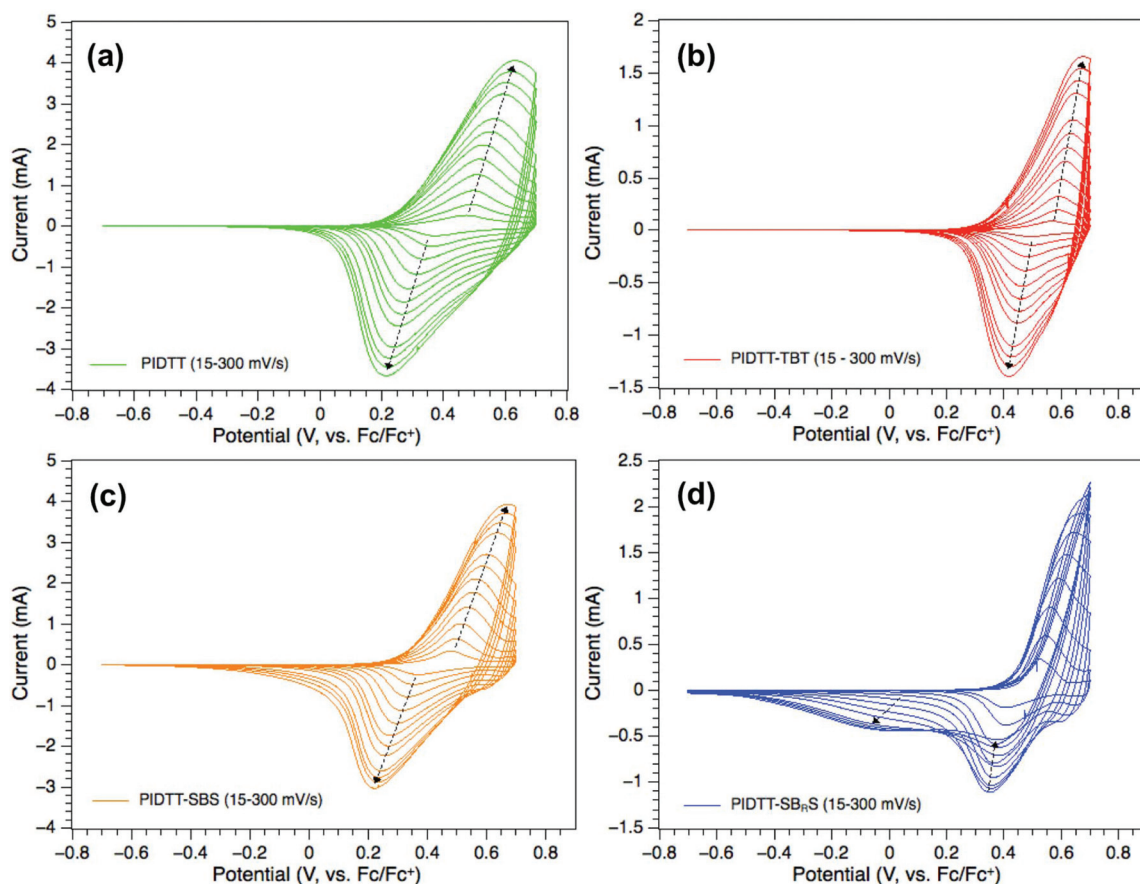 (a)
5
4
3
2
1
0
−1
−2
−3
−4
Current (mA)
PIDTT (15-300 mV/s)
−0.8 −0.6 −0.4 −0.2 0 0.2 0.4 0.6 0.8
Potential (V, vs. Fc/Fc⁺)
(b)
2
1.5
1
0.5
0
−0.5
−1
−1.5
Current (mA)
PIDTT-TBT (15 - 300 mV/s)
−0.8 −0.6 −0.4 −0.2 0 0.2 0.4 0.6 0.8
Potential (V, vs. Fc/Fc⁺)
(c)
5
4
3
2
1
0
−1
−2
−3
−4
Current (mA)
PIDTT-SBS (15-300 mV/s)
−0.8 −0.6 −0.4 −0.2 0 0.2 0.4 0.6 0.8
Potential (V, vs. Fc/Fc⁺)
(d)
2.5
2
1.5
1
0.5
0
−0.5
−1
−1.5
Current (mA)
PIDTT-SBRS (15-300 mV/s)
−0.8 −0.6 −0.4 −0.2 0 0.2 0.4 0.6 0.8
Potential (V, vs. Fc/Fc⁺)